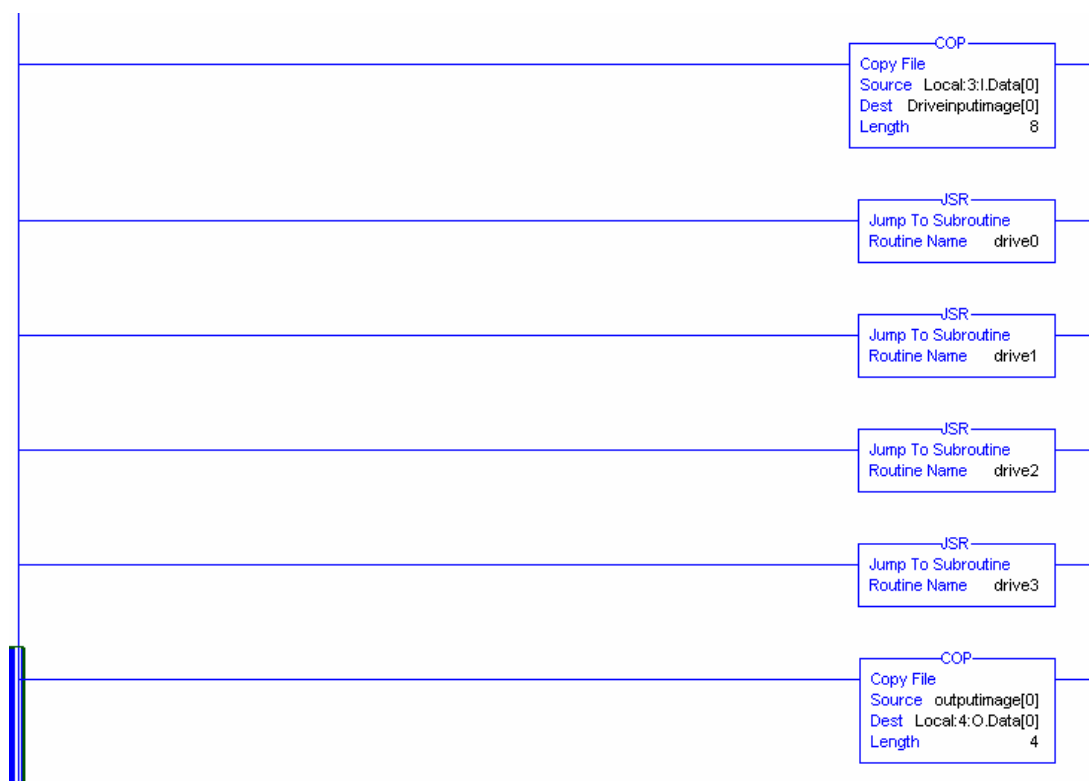 COP
Copy File
Source Local:3:I.Data[0]
Dest Driveinputimage[0]
Length 8
JSR
Jump To Subroutine
Routine Name drive0
JSR
Jump To Subroutine
Routine Name drive1
JSR
Jump To Subroutine
Routine Name drive2
JSR
Jump To Subroutine
Routine Name drive3
COP
Copy File
Source outputimage[0]
Dest Local:4:O.Data[0]
Length 4